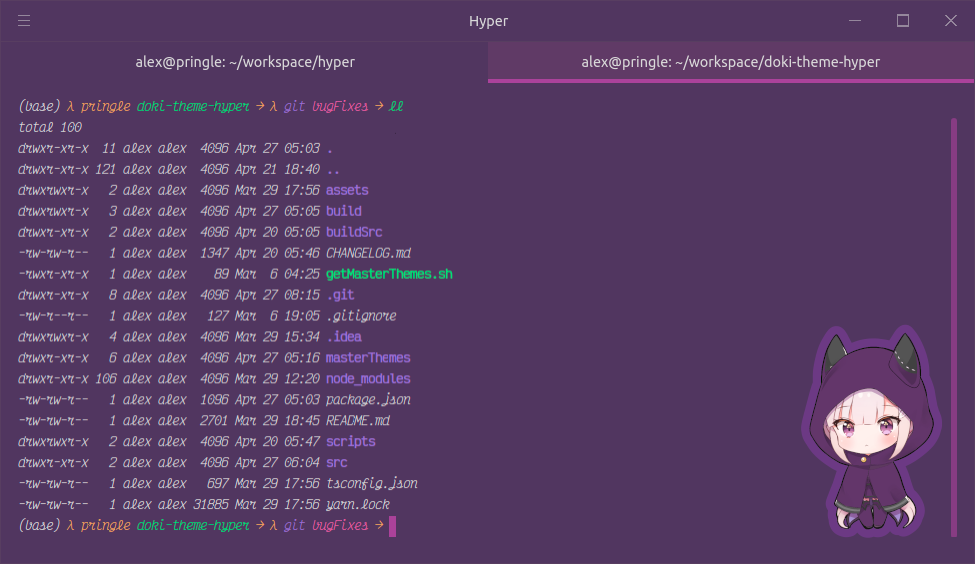 Hyper
alex@pringle: ~/workspace/hyper
alex@pringle: ~/workspace/doki-theme-hyper
(base) λ pringle doki-theme-hyper → λ git bugFixes → ll
total 100
drwxr-xr-x  11 alex alex  4096 Apr 27 05:03 .
drwxr-xr-x 121 alex alex  4096 Apr 21 18:40 ..
drwxrwxr-x   2 alex alex  4096 Mar 29 17:56 assets
drwxrwxr-x   3 alex alex  4096 Apr 27 05:05 build
drwxr-xr-x   2 alex alex  4096 Apr 20 05:05 buildSrc
-rw-rw-r--   1 alex alex  1347 Apr 20 05:46 CHANGELOG.md
-rwxr-xr-x   1 alex alex    89 Mar  6 04:25 getMasterThemes.sh
drwxr-xr-x   8 alex alex  4096 Apr 27 08:15 .git
-rw-r--r--   1 alex alex   127 Mar  6 19:05 .gitignore
drwxrwxr-x   4 alex alex  4096 Mar 29 15:34 .idea
drwxr-xr-x   6 alex alex  4096 Apr 27 05:16 masterThemes
drwxr-xr-x 106 alex alex  4096 Mar 29 12:20 node_modules
-rw-rw-r--   1 alex alex  1096 Apr 27 05:03 package.json
-rw-rw-r--   1 alex alex  2701 Mar 29 18:45 README.md
drwxrwxr-x   2 alex alex  4096 Apr 20 05:47 scripts
drwxr-xr-x   2 alex alex  4096 Apr 27 06:04 src
-rw-rw-r--   1 alex alex   697 Mar 29 17:56 tsconfig.json
-rw-rw-r--   1 alex alex 31885 Mar 29 17:56 yarn.lock
(base) λ pringle doki-theme-hyper → λ git bugFixes →